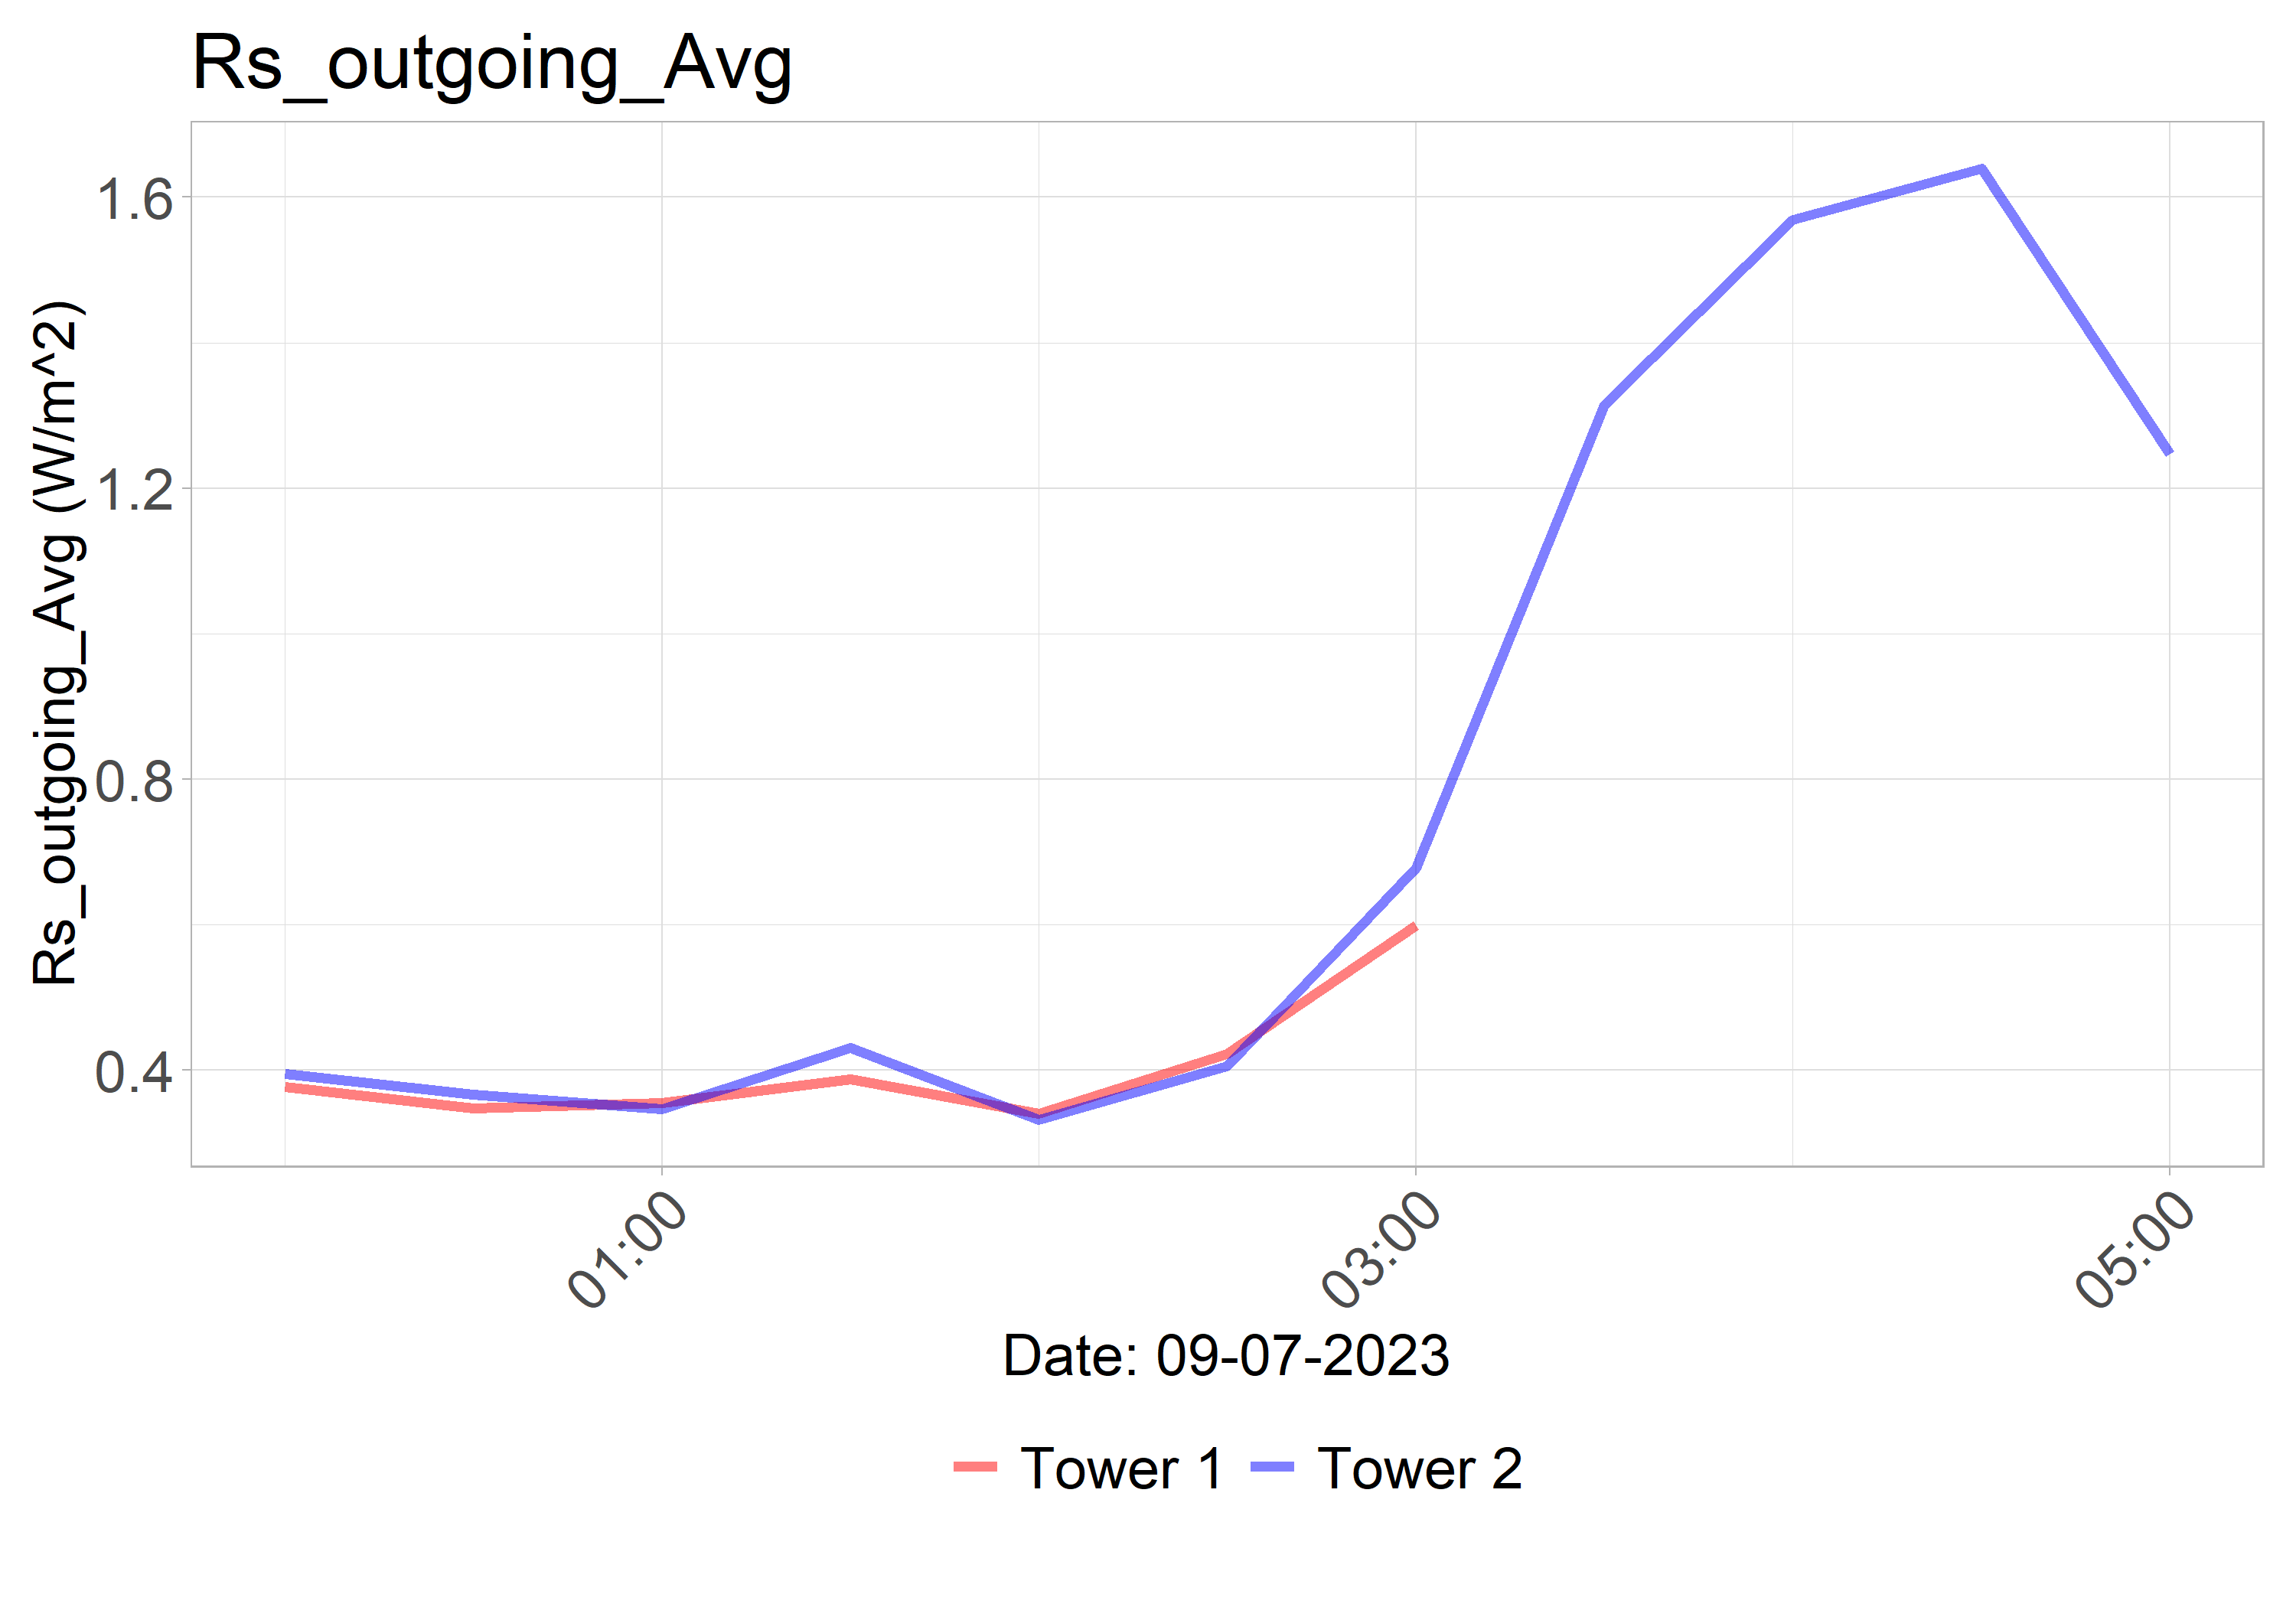 Rs_outgoing_Avg
Rs_outgoing_Avg (W/m^2)
1.6
1.2
0.8
0.4
01:00
03:00
05:00
Date: 09-07-2023
Tower 1
Tower 2